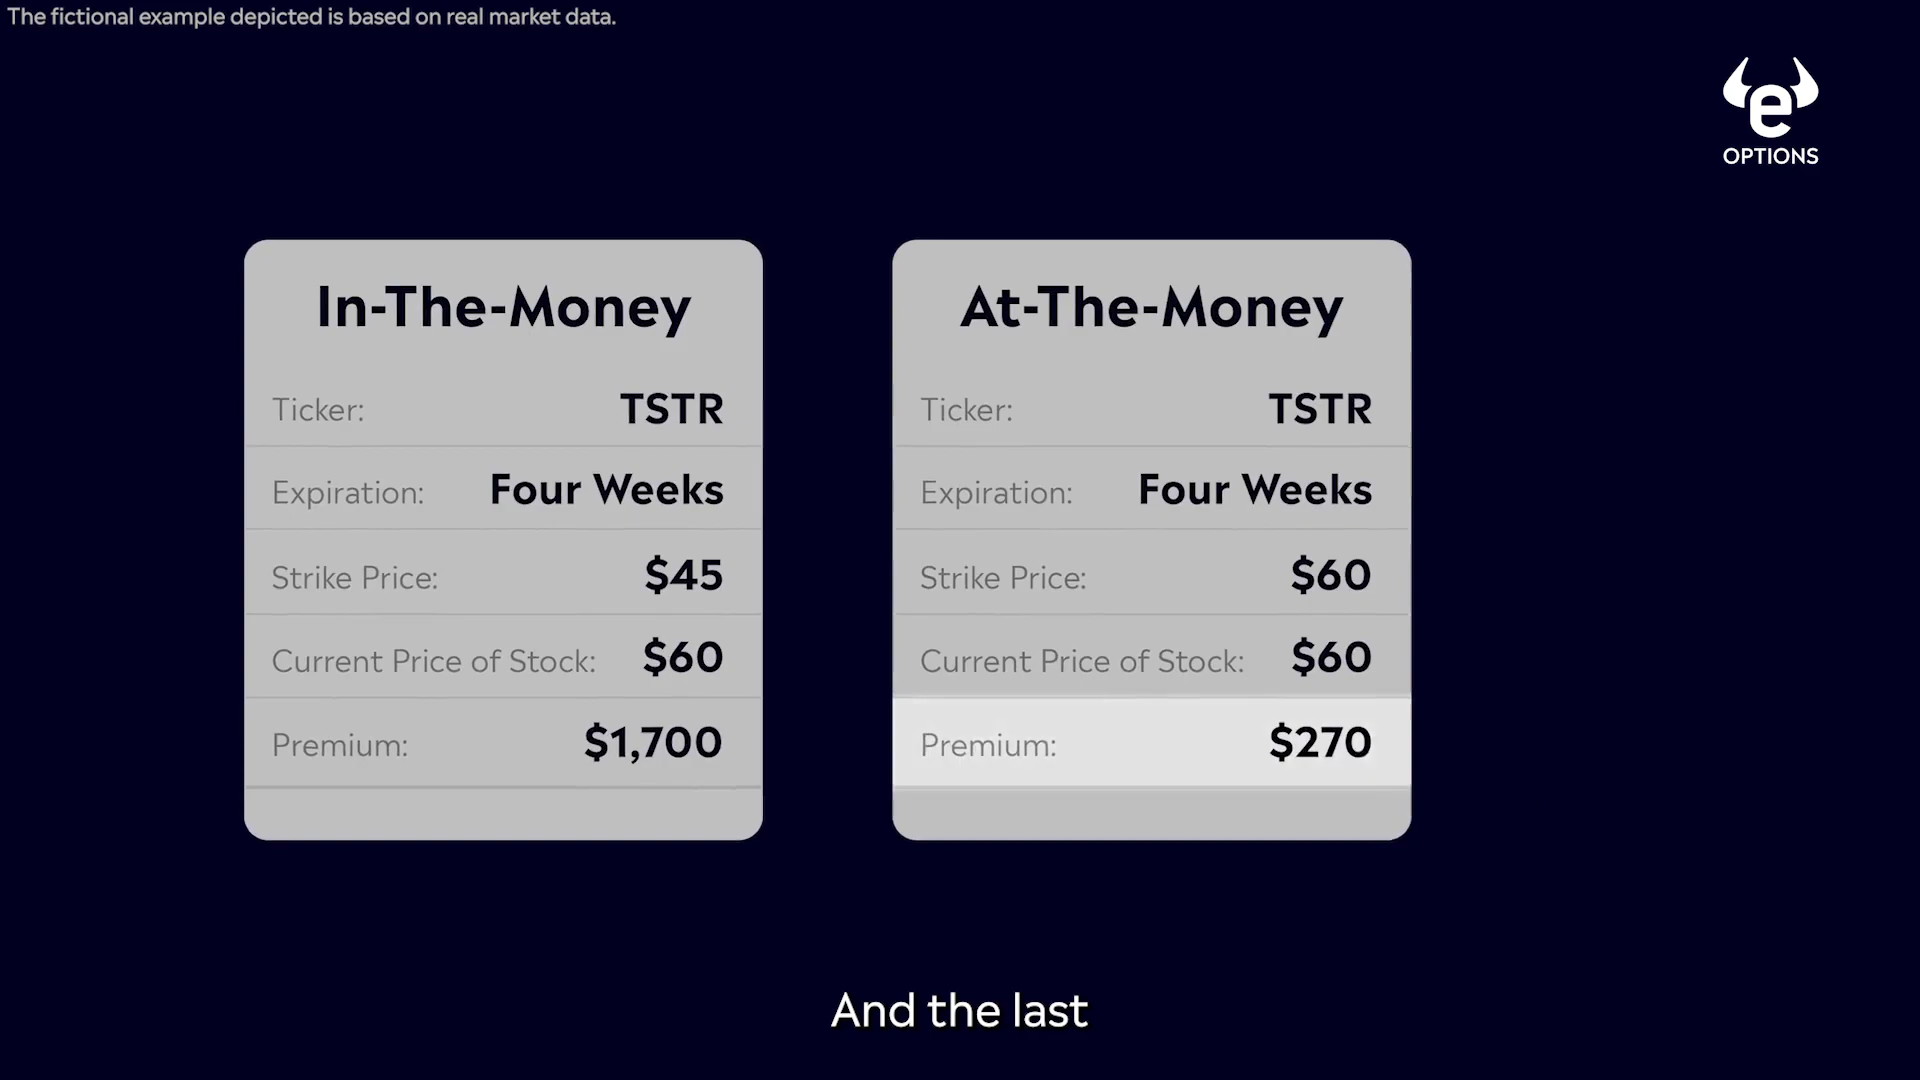 The fictional example depicted is based on real market data.
e
OPTIONS
In-The-Money
Ticker: TSTR
Expiration: Four Weeks
Strike Price: $45
Current Price of Stock: $60
Premium: $1,700
At-The-Money
Ticker: TSTR
Expiration: Four Weeks
Strike Price: $60
Current Price of Stock: $60
Premium: $270
And the last